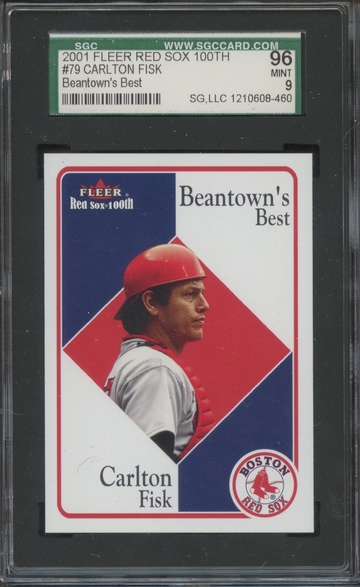 SGC
WWW.SGCCARD.COM
2001 FLEER RED SOX 100TH
#79 CARLTON FISK
Beantown's Best
96
MINT
9
SG,LLC 1210608-460
FLEER
Red Sox 100th
Beantown's
Best
Carlton
Fisk
BOSTON
RED SOX